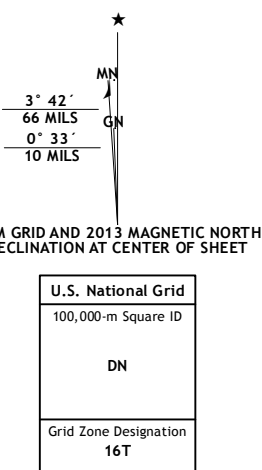 ★
MN
3° 42´
66 MILS
GN
0° 33´
10 MILS
M GRID AND 2013 MAGNETIC NORTH
ECLINATION AT CENTER OF SHEET
U.S. National Grid
100,000-m Square ID
DN
Grid Zone Designation
16T